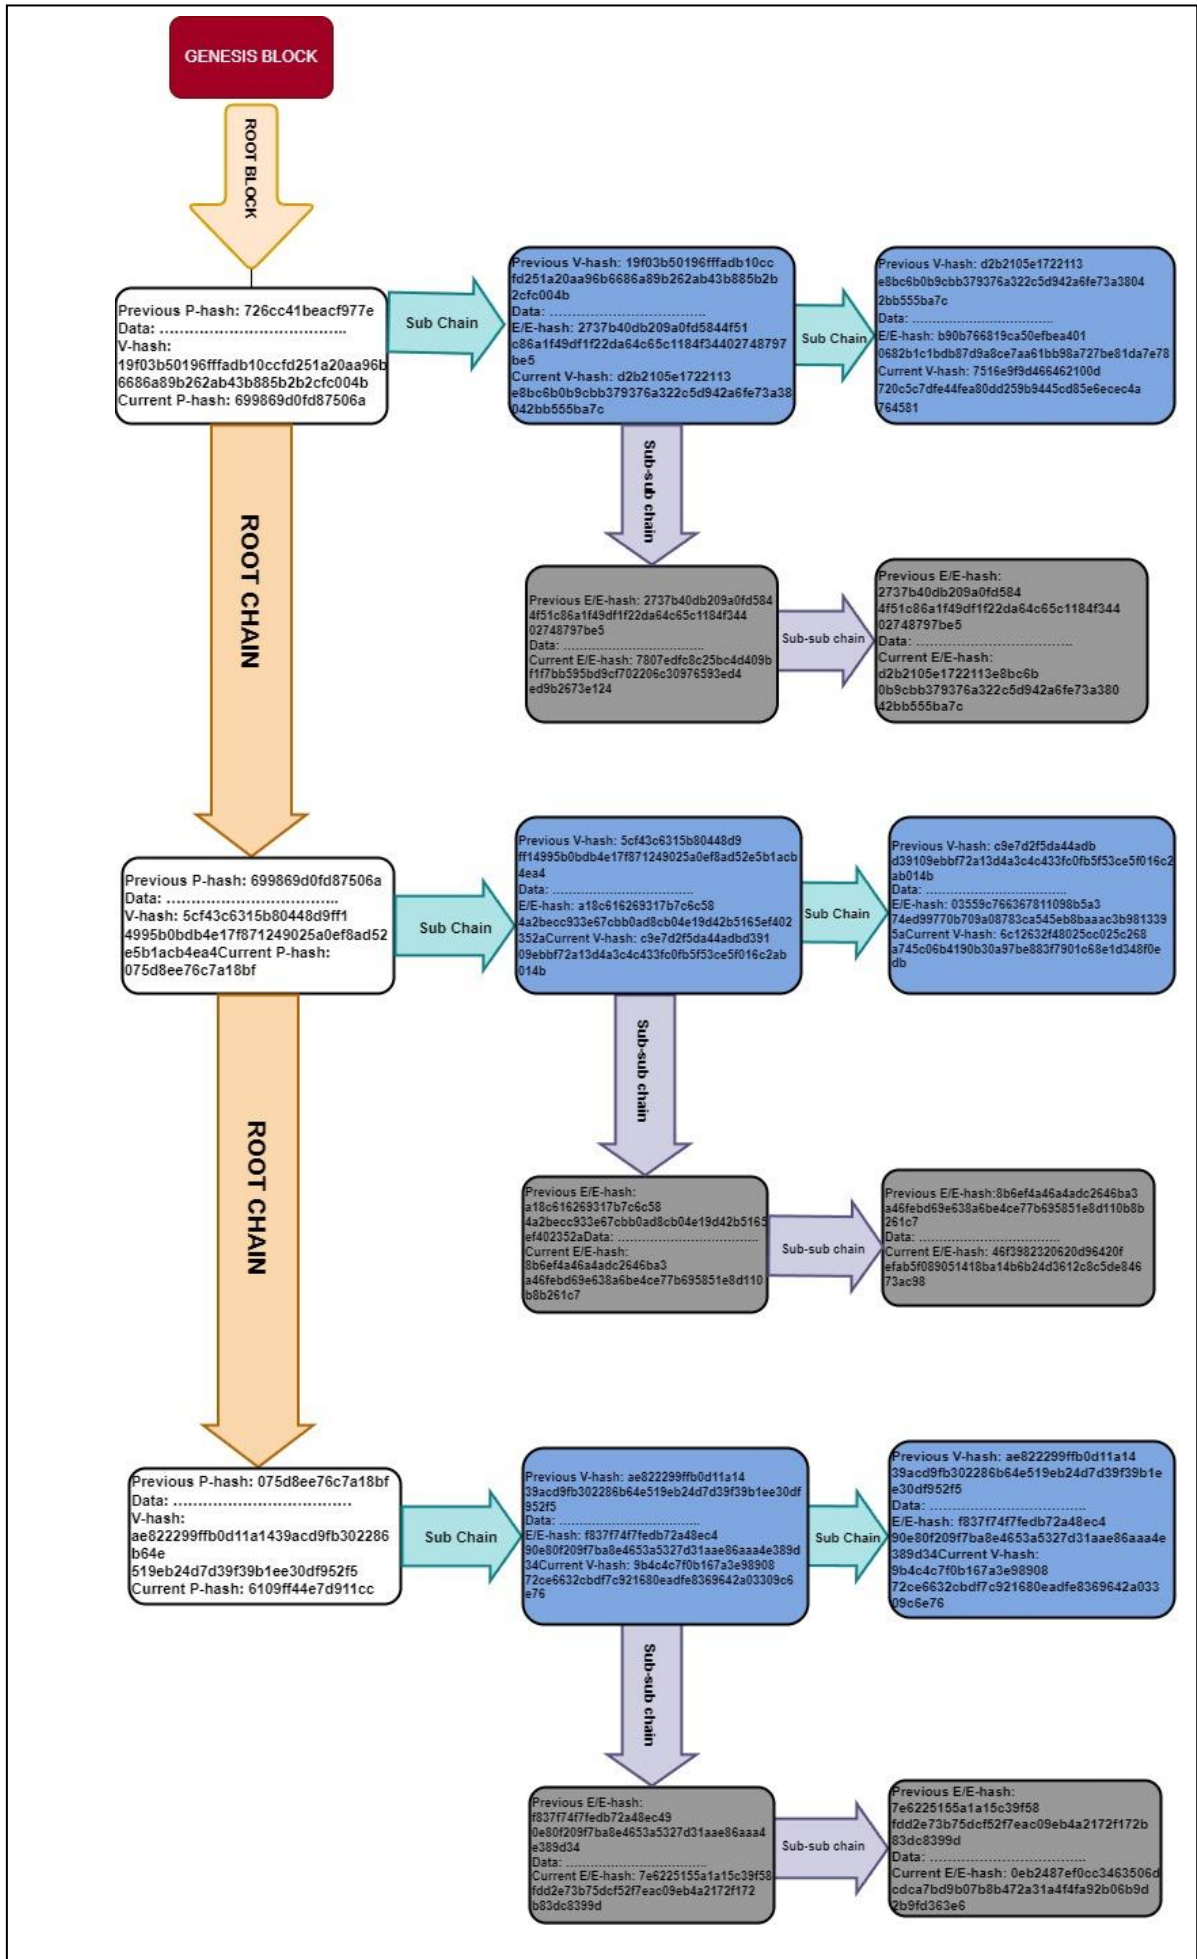 GENESIS BLOCK
ROOT BLOCK
Previous P-hash: 726cc41beacf977e
Data: ......................................
V-hash:
19f03b50196fffadb10ccfd251a20aa96b
6686a89b262ab43b885b2b2cfc004b
Current P-hash: 699869d0fd87506a
Sub Chain
Previous V-hash: 19f03b50196fffadb10cc
fd251a20aa96b6686a89b262ab43b885b2b
2cfc004b
Data: ......................................
E/E-hash: 2737b40db209a0fd5844f51
c86a1f49df1f22da64c65c1184f34402748797
be5
Current V-hash: d2b2105e1722113
e8bc6b0b9cbb379376a322c5d942a6fe73a38
042bb555ba7c
Sub Chain
Previous V-hash: d2b2105e1722113
e8bc6b0b9cbb379376a322c5d942a6fe73a3804
2bb555ba7c
Data: ...................................
E/E-hash: b90b766819ca50efbea401
0682b1c1bdb87d9a8ce7aa61bb98a727be81da7e78
Current V-hash: 7516e9f9d466462100d
720c5c7dfe44fea80dd259b9445cd85e6ecec4a
764581
Sub-sub chain
Previous E/E-hash: 2737b40db209a0fd584
4f51c86a1f49df1f22da64c65c1184f344
02748797be5
Data: ...................................
Current E/E-hash: 7807edfc8c25bc4d409b
f1f7bb595bd9cf702206c30976593ed4
ed9b2673e124
Sub-sub chain
Previous E/E-hash:
2737b40db209a0fd584
4f51c86a1f49df1f22da64c65c1184f344
02748797be5
Data: .....................................
Current E/E-hash:
d2b2105e1722113e8bc6b
0b9cbb379376a322c5d942a6fe73a380
42bb555ba7c
ROOT CHAIN
Previous P-hash: 699869d0fd87506a
Data: ...................................
V-hash: 5cf43c6315b80448d9ff1
4995b0bdb4e17f871249025a0ef8ad52
e5b1acb4ea4Current P-hash:
075d8ee76c7a18bf
Sub Chain
Previous V-hash: 5cf43c6315b80448d9
ff14995b0bdb4e17f871249025a0ef8ad52e5b1acb
4ea4
Data: ...................................
E/E-hash: a18c616269317b7c6c58
4a2becc933e67cbb0ad8cb04e19d42b5165ef402
352aCurrent V-hash: c9e7d2f5da44adbd391
09ebbf72a13d4a3c4c433fc0fb5f53ce5f016c2ab
014b
Sub Chain
Previous V-hash: c9e7d2f5da44adb
d39109ebbf72a13d4a3c4c433fc0fb5f53ce5f016c2
ab014b
Data: ...................................
E/E-hash: 03559c766367811098b5a3
74ed99770b709a08783ca545eb8baaac3b981339
5aCurrent V-hash: 6c12632f48025cc025c268
a745c06b4190b30a97be883f7901c68e1d348f0e
db
Sub-sub chain
Previous E/E-hash:
a18c616269317b7c6c58
4a2becc933e67cbb0ad8cb04e19d42b5165
ef402352aData: ...................................
Current E/E-hash:
8b6ef4a46a4adc2646ba3
a46febd69e638a6be4ce77b695851e8d110
b8b261c7
Sub-sub chain
Previous E/E-hash:8b6ef4a46a4adc2646ba3
a46febd69e638a6be4ce77b695851e8d110b8b
261c7
Data: ...................................
Current E/E-hash: 46f3982320620d96420f
efab5f089051418ba14b6b24d3612c8c5de846
73ac98
ROOT CHAIN
Previous P-hash: 075d8ee76c7a18bf
Data: ....................................
V-hash:
ae822299ffb0d11a1439acd9fb302286
b64e
519eb24d7d39f39b1ee30df952f5
Current P-hash: 6109ff44e7d911cc
Sub Chain
Previous V-hash: ae822299ffb0d11a14
39acd9fb302286b64e519eb24d7d39f39b1ee30df
952f5
Data: ...................................
E/E-hash: f837f74f7fedb72a48ec4
90e80f209f7ba8e4653a5327d31aae86aaa4e389d
34Current V-hash: 9b4c4c7f0b167a3e98908
72ce6632cbdf7c921680eadfe8369642a03309c6
e76
Sub Chain
Previous V-hash: ae822299ffb0d11a14
39acd9fb302286b64e519eb24d7d39f39b1e
e30df952f5
Data: .....................................
E/E-hash: f837f74f7fedb72a48ec4
90e80f209f7ba8e4653a5327d31aae86aaa4e
389d34Current V-hash:
9b4c4c7f0b167a3e98908
72ce6632cbdf7c921680eadfe8369642a033
09c6e76
Sub-sub chain
Previous E/E-hash:
f837f74f7fedb72a48ec49
0e80f209f7ba8e4653a5327d31aae86aaa4
e389d34
Data: ..........................................
Current E/E-hash: 7e6225155a1a15c39f58
fdd2e73b75dcf52f7eac09eb4a2172f172
b83dc8399d
Sub-sub chain
Previous E/E-hash:
7e6225155a1a15c39f58
fdd2e73b75dcf52f7eac09eb4a2172f172b
83dc8399d
Data: .......................................
Current E/E-hash: 0eb2487ef0cc3463506d
cdca7bd9b07b8b472a31a4f4fa92b06b9d
2b9fd363e6